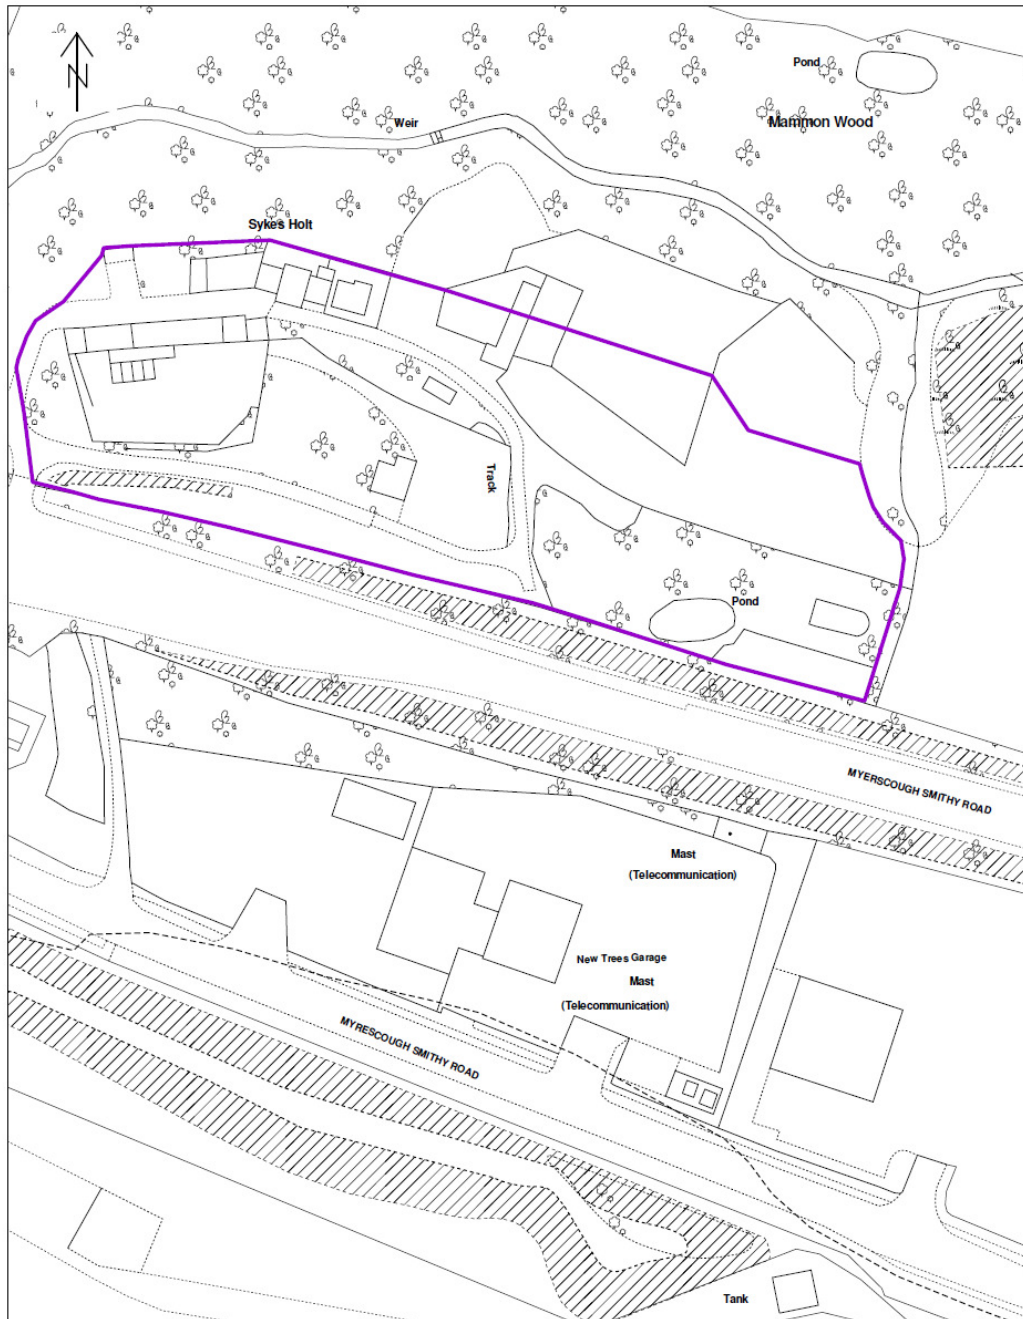 N
Pond
Mammon Wood
Weir
Sykes Holt
Track
Pond
MYERSCOUGH SMITHY ROAD
Mast
(Telecommunication)
New Trees Garage
Mast
(Telecommunication)
MYRESCOUGH SMITHY ROAD
Tank